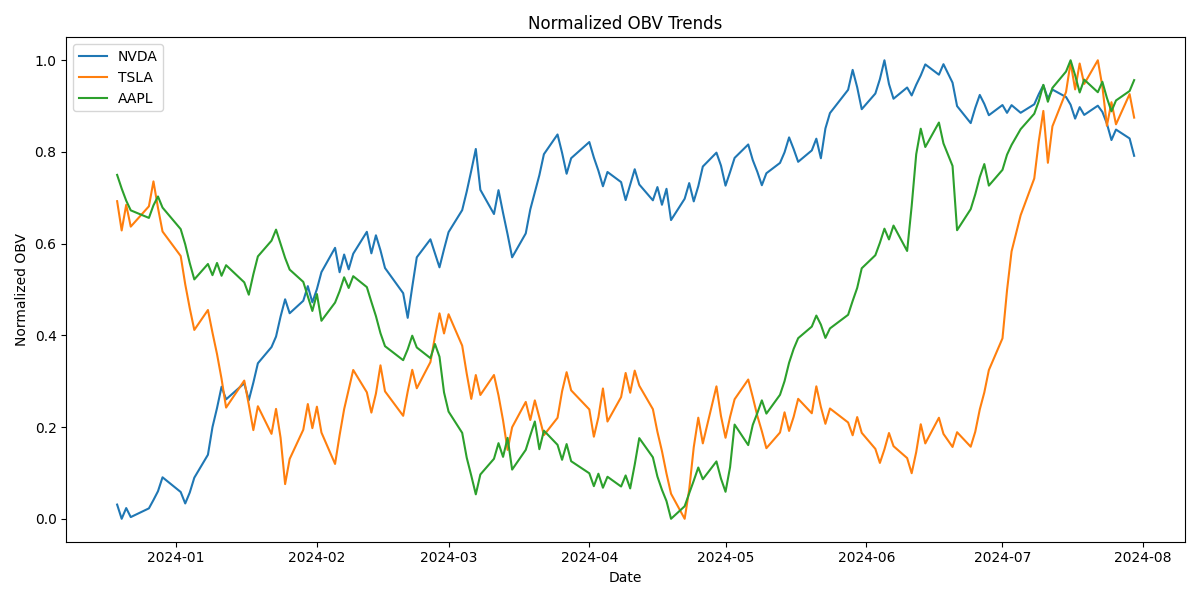 Normalized OBV Trends
NVDA
TSLA
AAPL
Normalized OBV
1.0
0.8
0.6
0.4
0.2
0.0
2024-01 2024-02 2024-03 2024-04 2024-05 2024-06 2024-07 2024-08
Date